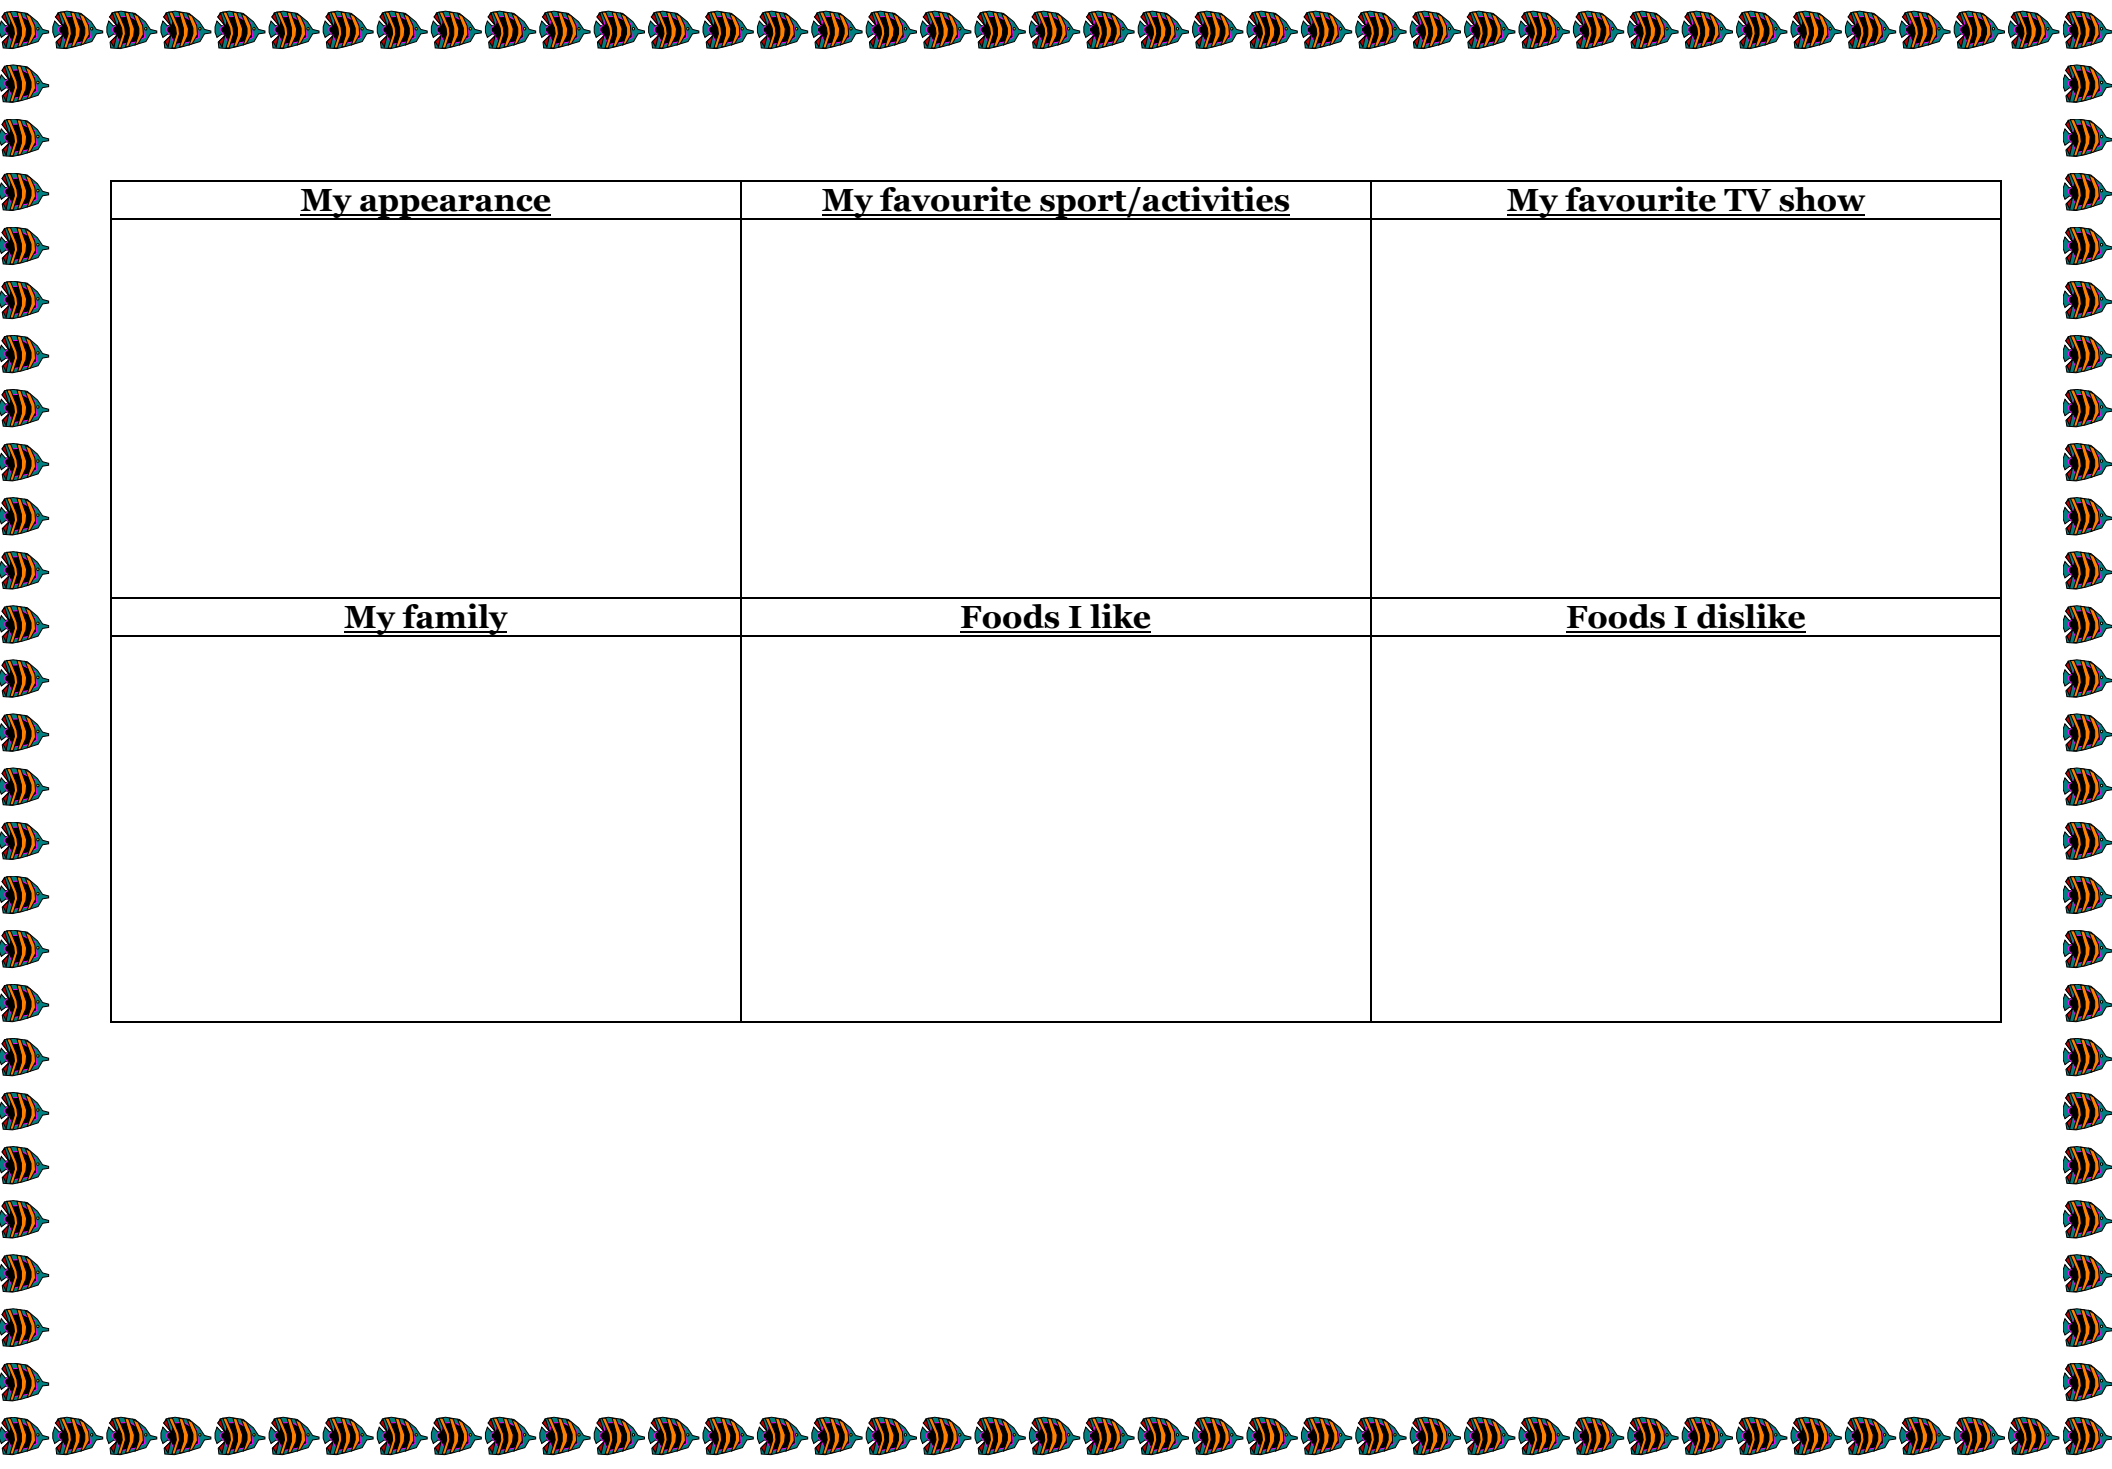 My appearance
My favourite sport/activities
My favourite TV show
My family
Foods I like
Foods I dislike